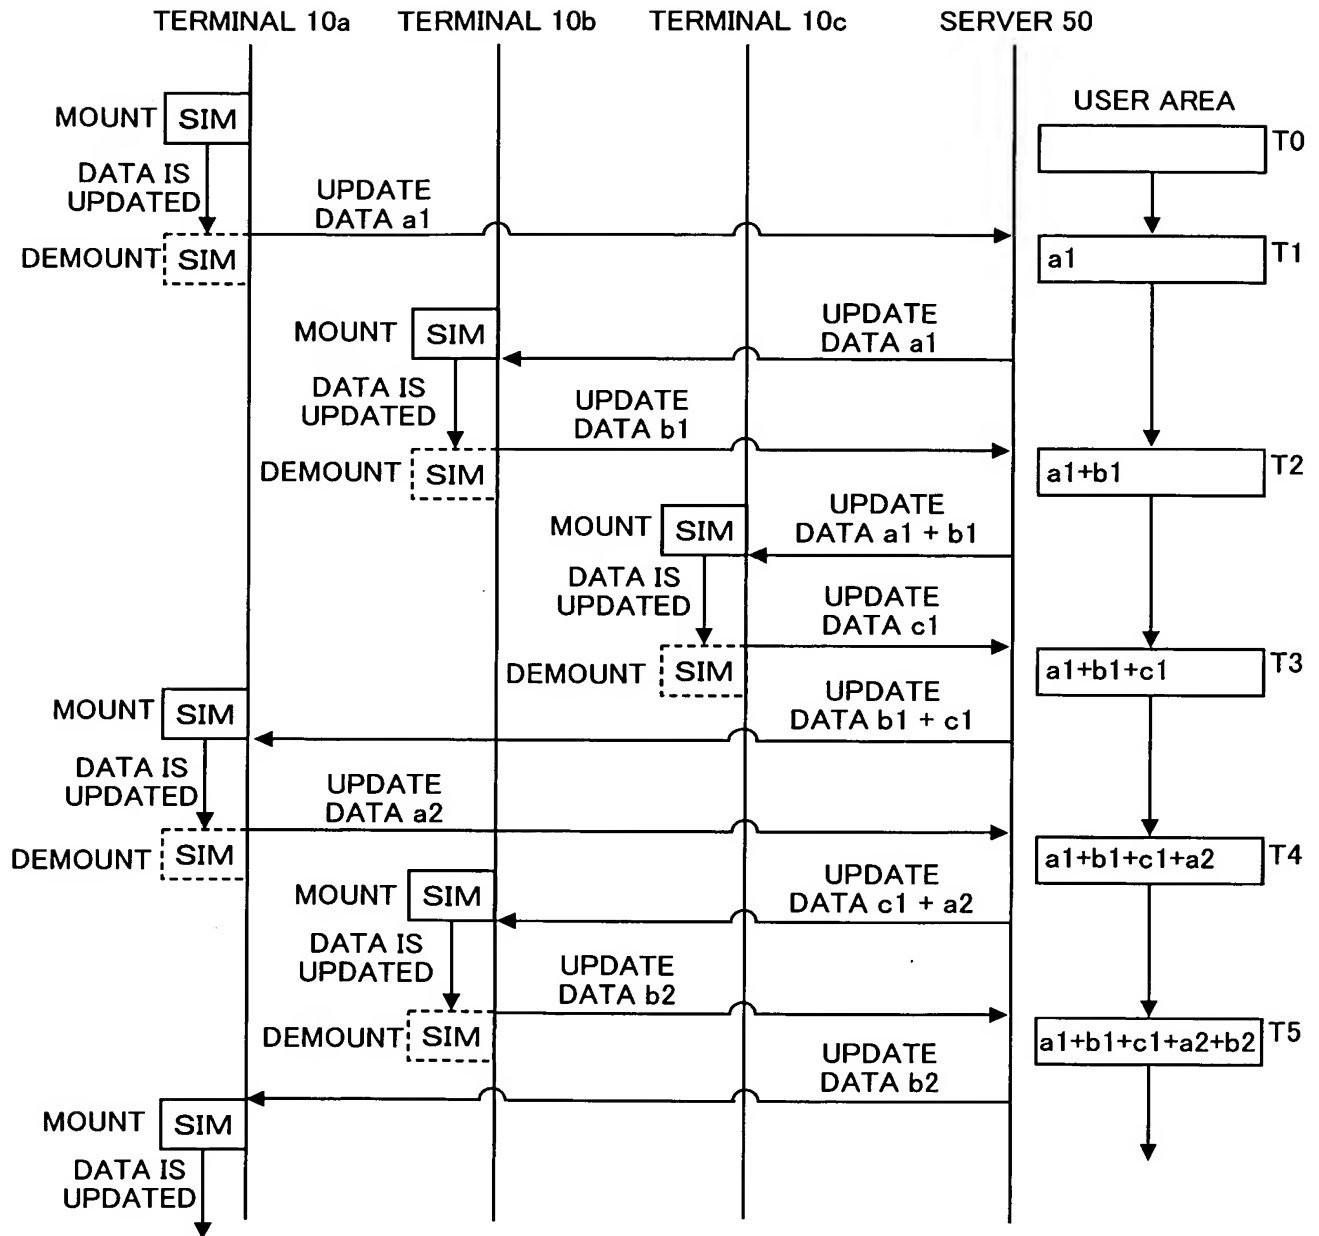 TERMINAL 10a
TERMINAL 10b
TERMINAL 10c
SERVER 50
USER AREA
MOUNT
SIM
T0
DATA IS
UPDATED
UPDATE
DATA a1
DEMOUNT
SIM
a1
T1
MOUNT
SIM
UPDATE
DATA a1
DATA IS
UPDATED
UPDATE
DATA b1
DEMOUNT
SIM
a1+b1
T2
MOUNT
SIM
UPDATE
DATA a1 + b1
DATA IS
UPDATED
UPDATE
DATA c1
DEMOUNT
SIM
a1+b1+c1
T3
MOUNT
SIM
UPDATE
DATA b1 + c1
DATA IS
UPDATED
UPDATE
DATA a2
DEMOUNT
SIM
a1+b1+c1+a2
T4
MOUNT
SIM
UPDATE
DATA c1 + a2
DATA IS
UPDATED
UPDATE
DATA b2
DEMOUNT
SIM
a1+b1+c1+a2+b2
T5
UPDATE
DATA b2
MOUNT
SIM
DATA IS
UPDATED